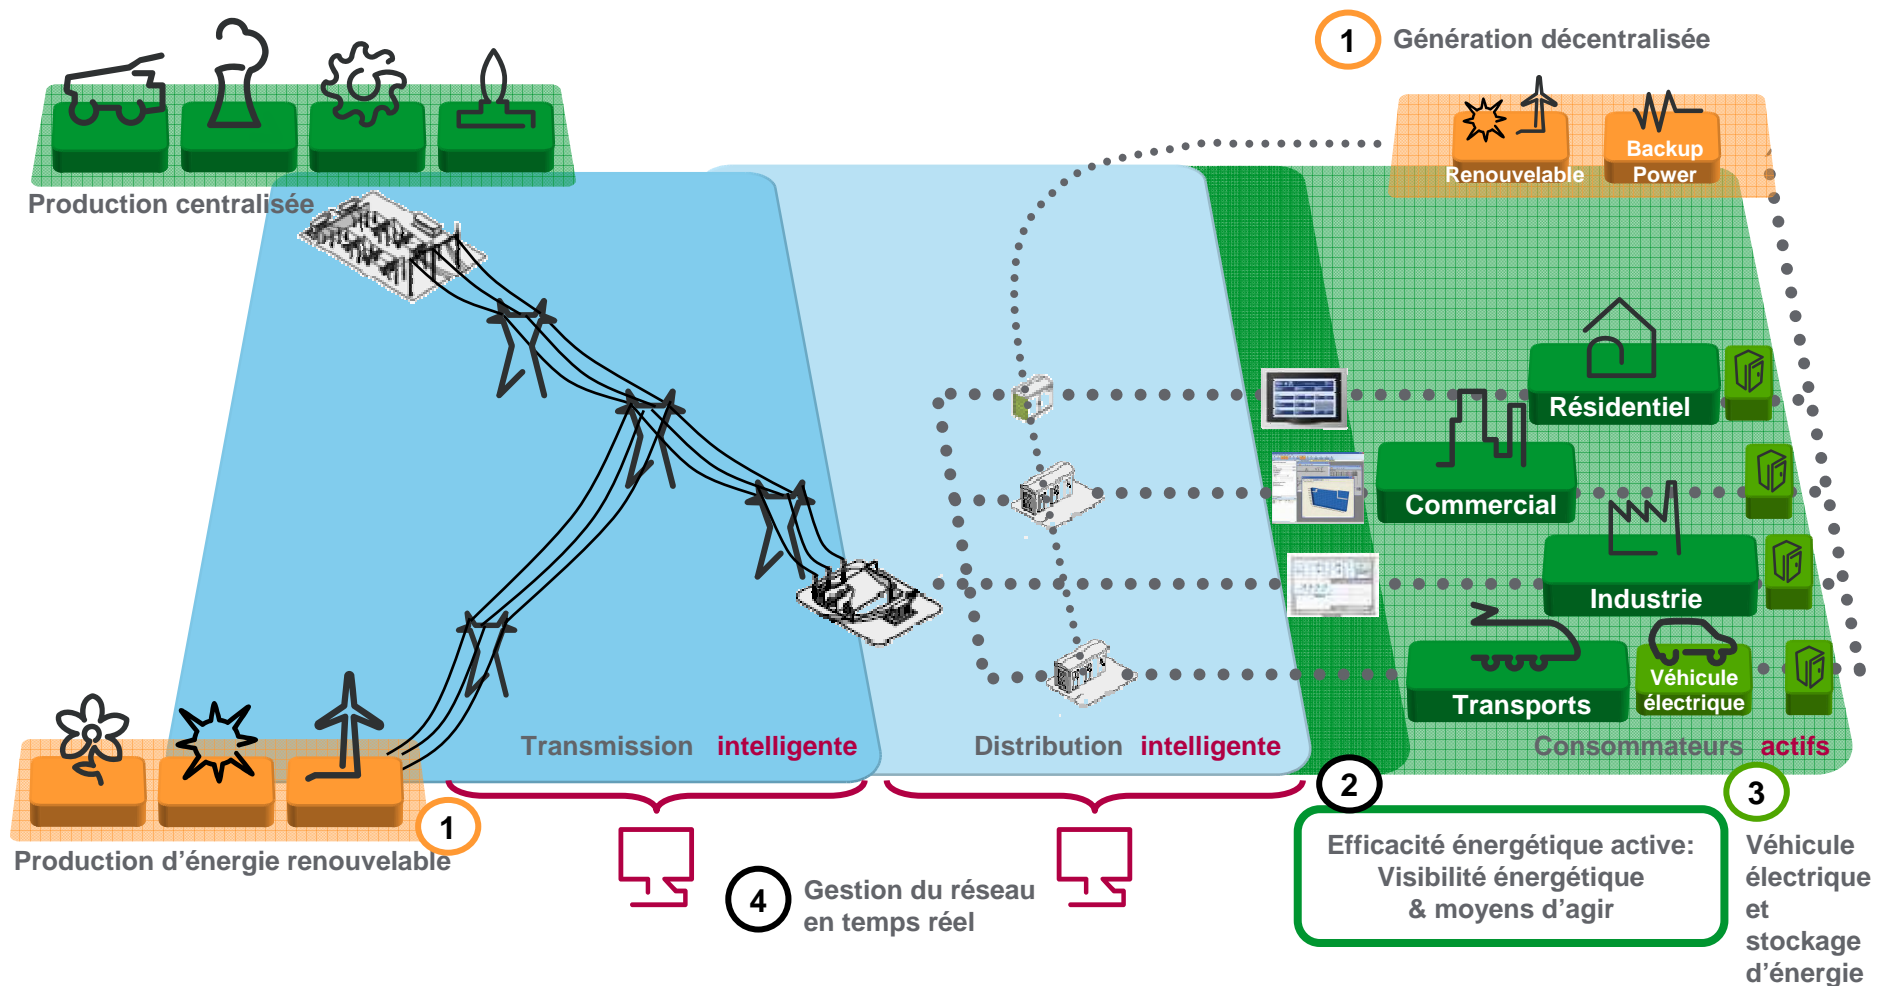 1 Génération décentralisée
Renouvelable
Backup
Power
Production centralisée
Résidentiel
Commercial
Industrie
Transports
Véhicule
électrique
Transmission intelligente
Distribution intelligente
Consommateurs actifs
1
Production d’énergie renouvelable
4
Gestion du réseau
en temps réel
2
Efficacité énergétique active:
Visibilité énergétique
& moyens d’agir
3
Véhicule
électrique
et
stockage
d’énergie